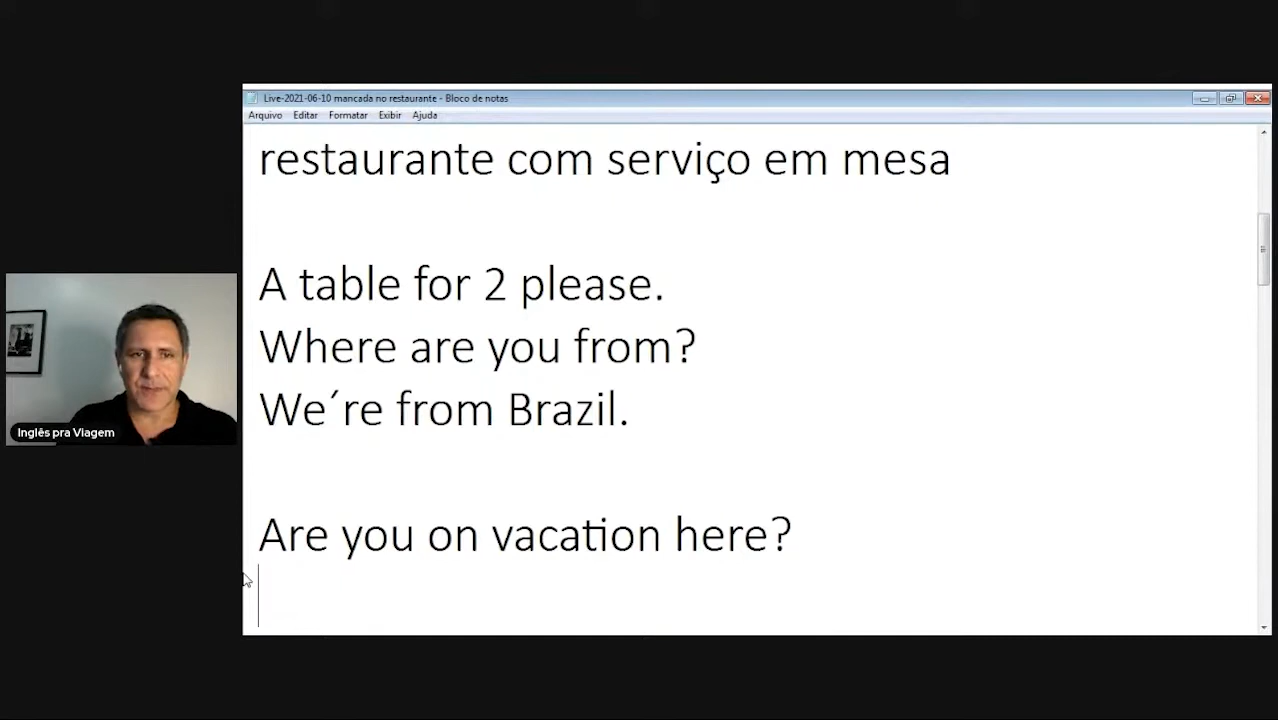 Live-2021-06-10 mancada no restaurante - Bloco de notas
Arquivo Editar Formatar Exibir Ajuda
restaurante com serviço em mesa
A table for 2 please.
Where are you from?
We´re from Brazil.
Are you on vacation here?
Inglês pra Viagem